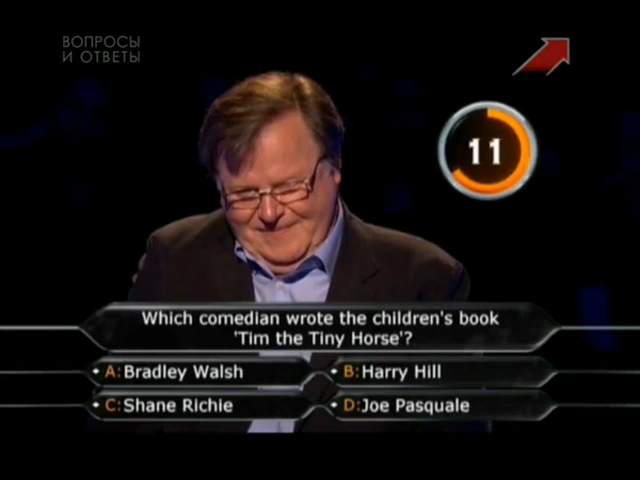 ВОПРОСЫ
И ОТВЕТЫ
11
Which comedian wrote the children's book
'Tim the Tiny Horse'?
A: Bradley Walsh
B: Harry Hill
C: Shane Richie
D: Joe Pasquale